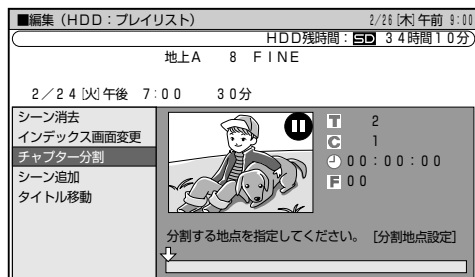 ■編集(HDD:プレイリスト) 2/26[木]午前 9:00
HDD残時間:SD 34時間10分
地上A 8 FINE
2/24[火]午後 7:00 30分
シーン消去
インデックス画面変更
チャプター分割
シーン追加
タイトル移動
T 2
C 1
00:00:00
F 00
分割する地点を指定してください。 [分割地点設定]